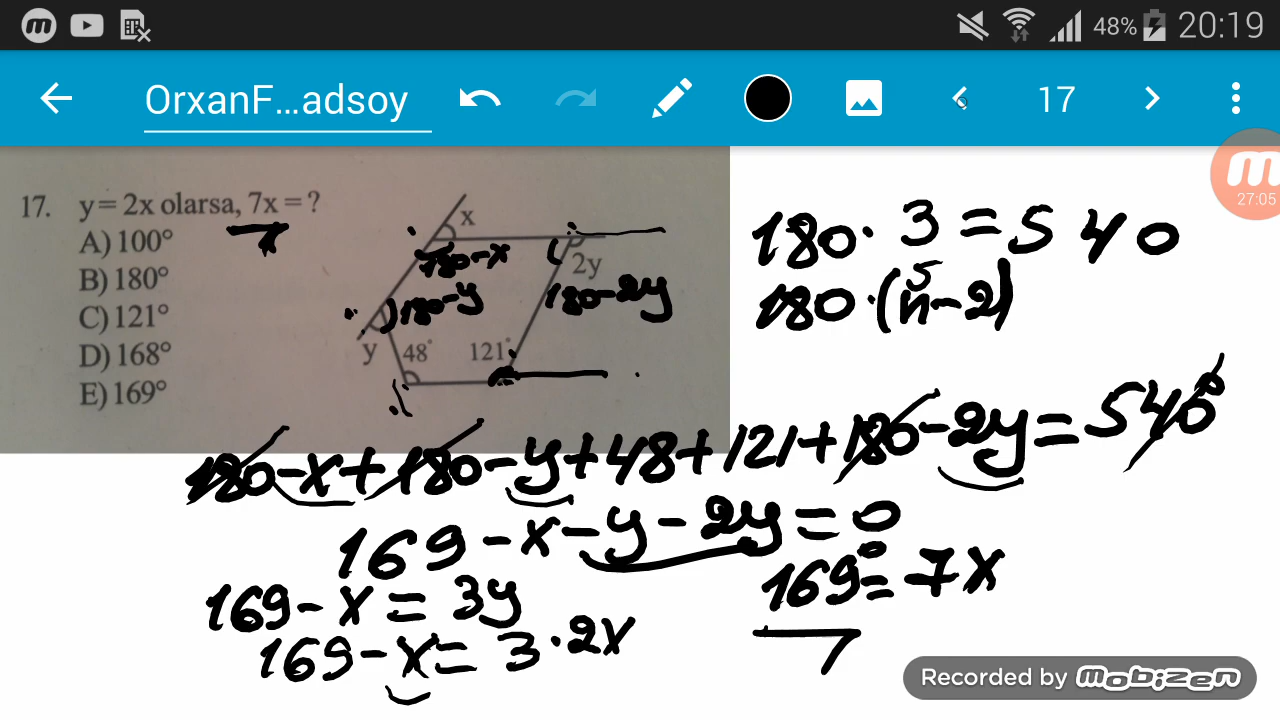 48% 20:19
OrxanF...adsoy 17
27:05
17. y = 2x olarsa, 7x = ?
A) 100°
B) 180°
C) 121°
D) 168°
E) 169°
x
180-x
2y
180-y
180-2y
y
48°
121°
180 · 3 = 540
5
180 · (n-2)
180-x+180-y+48+121+180-2y=540°
169-x-y-2y=0
169-x=3y
169°=7x
169-x=3·2x
7
Recorded by mobizen